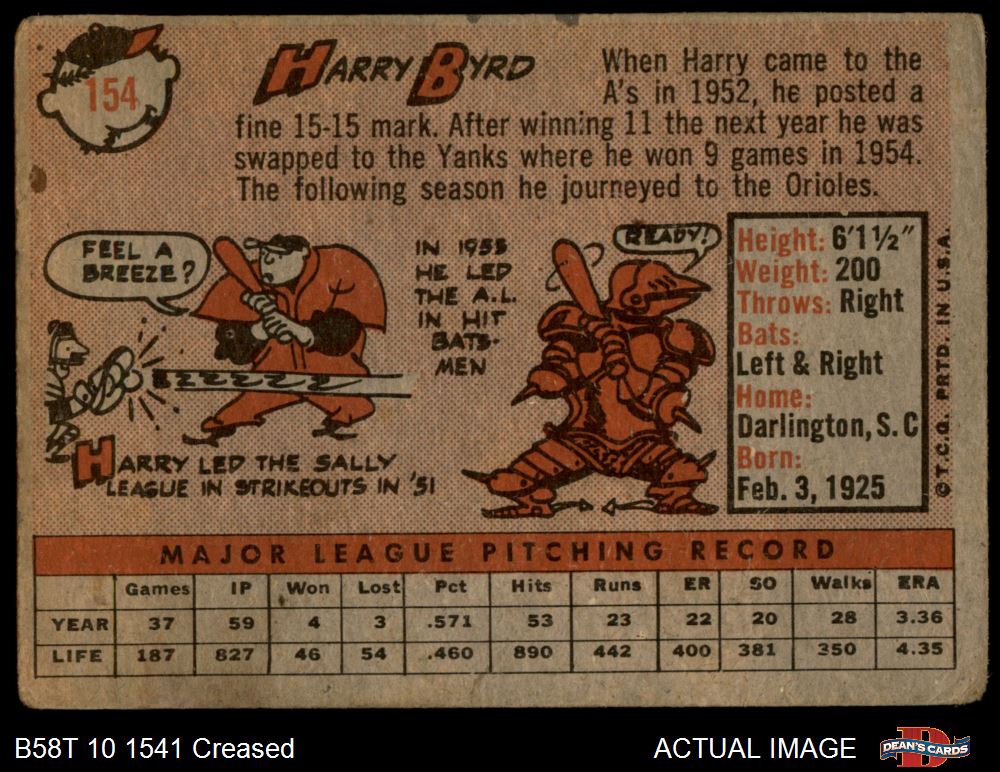 154
HARRY BYRD
When Harry came to the
A's in 1952, he posted a
fine 15-15 mark. After winning 11 the next year he was
swapped to the Yanks where he won 9 games in 1954.
The following season he journeyed to the Orioles.
FEEL A
BREEZE?
HARRY LED THE SALLY
LEAGUE IN STRIKEOUTS IN '51
IN 1953
HE LED
THE A.L.
IN HIT
BATS-
MEN
READY!
Height: 6'1½"
Weight: 200
Throws: Right
Bats:
Left & Right
Home:
Darlington, S. C
Born:
Feb. 3, 1925
© T.C.G. PRTD. IN U.S.A.
MAJOR LEAGUE PITCHING RECORD
Games IP Won Lost Pct Hits Runs ER SO Walks ERA
YEAR 37 59 4 3 .571 53 23 22 20 28 3.36
LIFE 187 827 46 54 .460 890 442 400 381 350 4.35
B58T 10 1541 Creased
ACTUAL IMAGE
DEAN'S CARDS